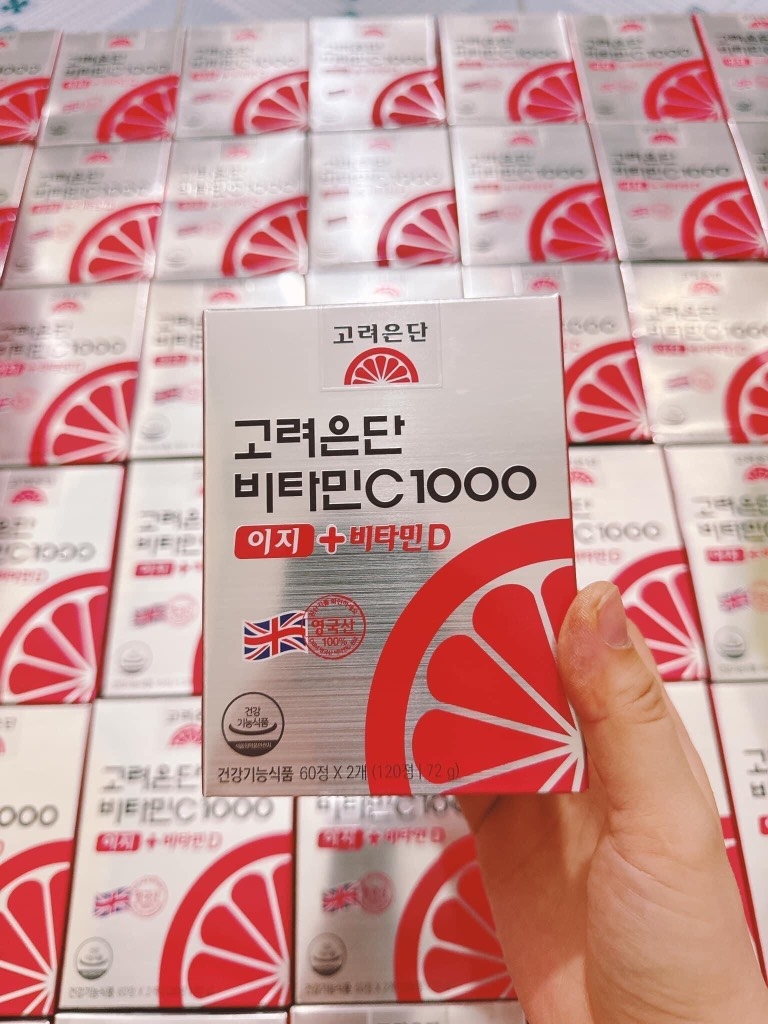 고려은단
고려은단
비타민C1000
이지 + 비타민D
영국산
100%
건강
기능식품
건강기능식품 60정 X 2개 (120정 | 72 g)